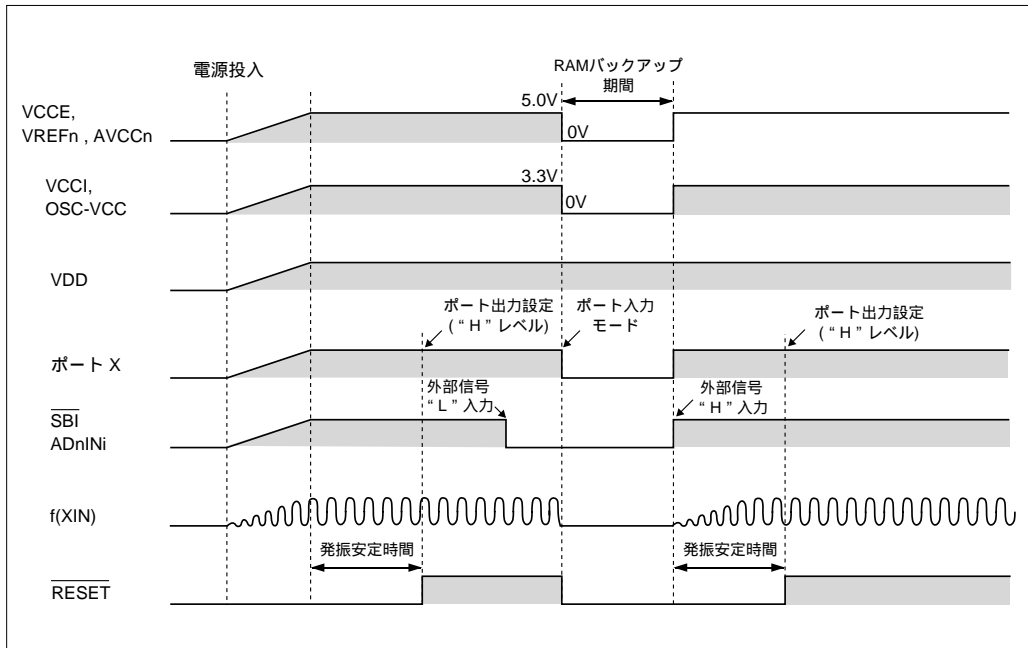 電源投入
RAMバックアップ
期間
VCCE,
VREFn , AVCCn
5.0V
0V
VCCI,
OSC-VCC
3.3V
0V
VDD
ポート出力設定
( “ H ” レベル)
ポート入力
モード
ポート出力設定
( “ H ” レベル)
ポート X
外部信号
“ L ” 入力
外部信号
“ H ” 入力
SBI
ADnINi
f(XIN)
発振安定時間
発振安定時間
RESET